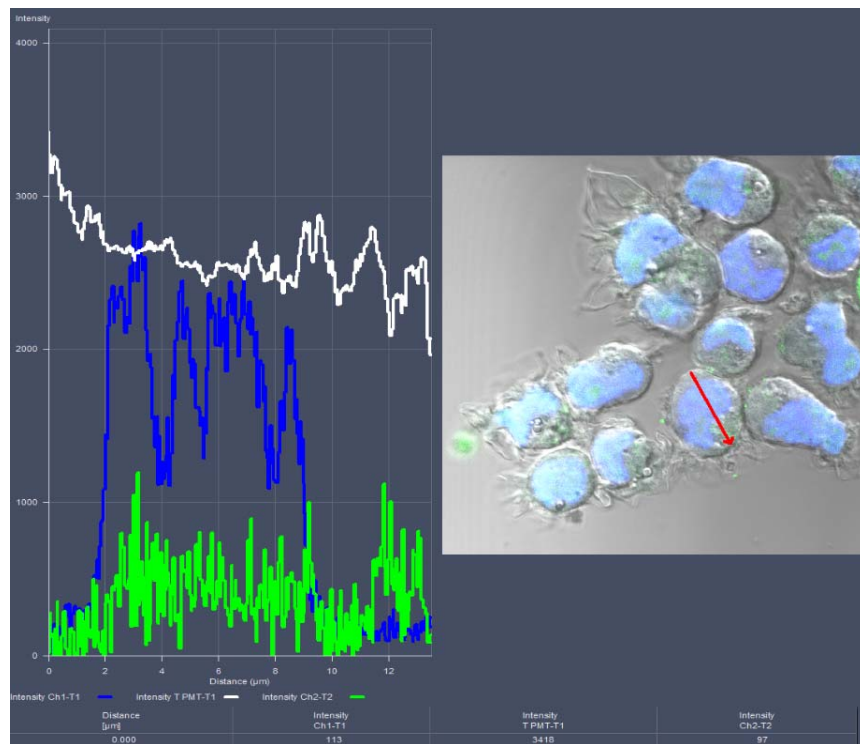 Intensity
4000
3000
2000
1000
0
0 2 4 6 8 10 12
Distance (µm)
Intensity Ch1-T1 Intensity T PMT-T1 Intensity Ch2-T2
Distance Intensity Intensity Intensity
[µm] Ch1-T1 T PMT-T1 Ch2-T2
0.000 113 3418 97